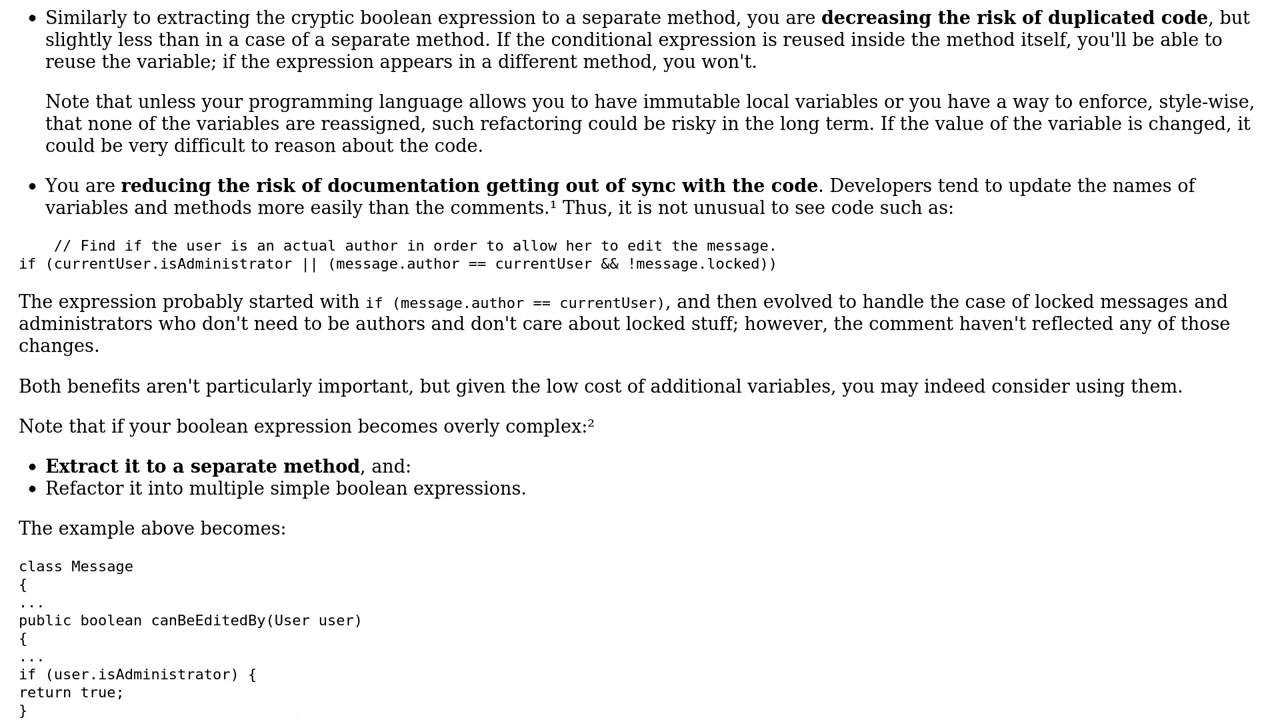 • Similarly to extracting the cryptic boolean expression to a separate method, you are decreasing the risk of duplicated code, but
slightly less than in a case of a separate method. If the conditional expression is reused inside the method itself, you'll be able to
reuse the variable; if the expression appears in a different method, you won't.
Note that unless your programming language allows you to have immutable local variables or you have a way to enforce, style-wise,
that none of the variables are reassigned, such refactoring could be risky in the long term. If the value of the variable is changed, it
could be very difficult to reason about the code.
• You are reducing the risk of documentation getting out of sync with the code. Developers tend to update the names of
variables and methods more easily than the comments.¹ Thus, it is not unusual to see code such as:
// Find if the user is an actual author in order to allow her to edit the message.
if (currentUser.isAdministrator || (message.author == currentUser && !message.locked))
The expression probably started with if (message.author == currentUser), and then evolved to handle the case of locked messages and
administrators who don't need to be authors and don't care about locked stuff; however, the comment haven't reflected any of those
changes.
Both benefits aren't particularly important, but given the low cost of additional variables, you may indeed consider using them.
Note that if your boolean expression becomes overly complex:²
• Extract it to a separate method, and:
• Refactor it into multiple simple boolean expressions.
The example above becomes:
class Message
{
...
public boolean canBeEditedBy(User user)
{
...
if (user.isAdministrator) {
return true;
}